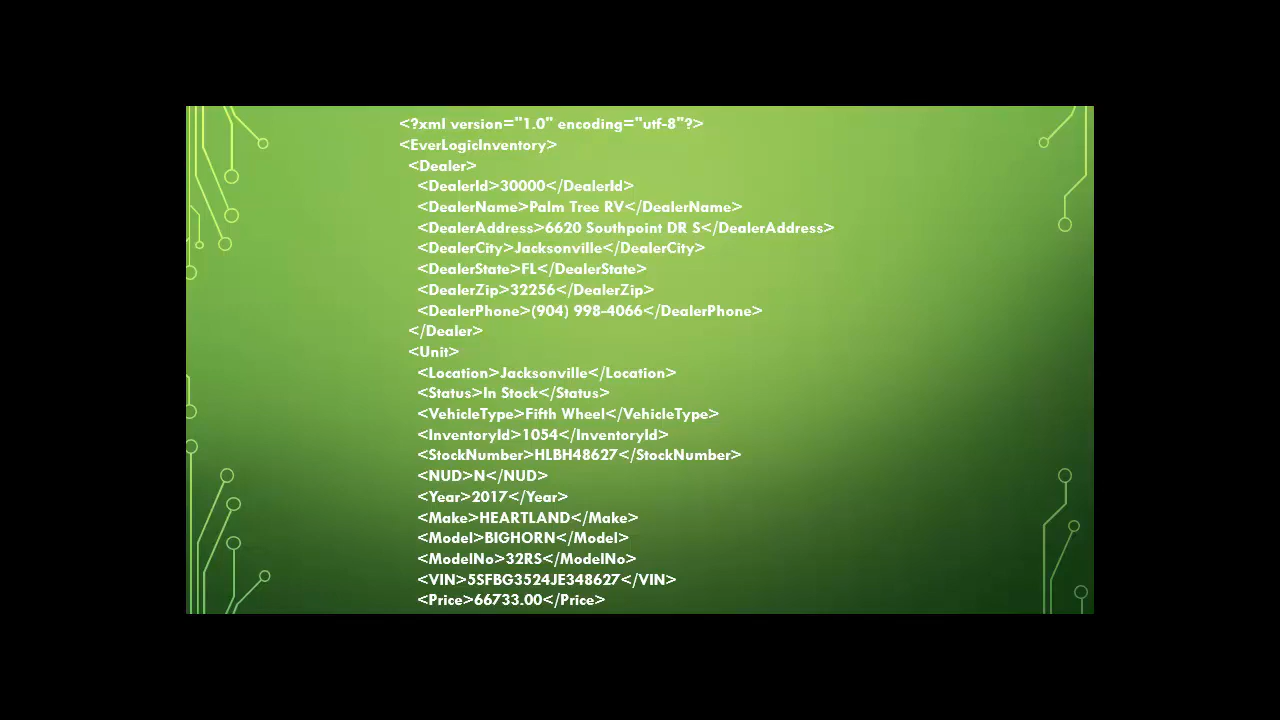 <?xml version="1.0" encoding="utf-8"?>
<EverLogicInventory>
<Dealer>
<DealerId>30000</DealerId>
<DealerName>Palm Tree RV</DealerName>
<DealerAddress>6620 Southpoint DR S</DealerAddress>
<DealerCity>Jacksonville</DealerCity>
<DealerState>FL</DealerState>
<DealerZip>32256</DealerZip>
<DealerPhone>(904) 998-4066</DealerPhone>
</Dealer>
<Unit>
<Location>Jacksonville</Location>
<Status>In Stock</Status>
<VehicleType>Fifth Wheel</VehicleType>
<InventoryId>1054</InventoryId>
<StockNumber>HLBH48627</StockNumber>
<NUD>N</NUD>
<Year>2017</Year>
<Make>HEARTLAND</Make>
<Model>BIGHORN</Model>
<ModelNo>32RS</ModelNo>
<VIN>5SFBG3524JE348627</VIN>
<Price>66733.00</Price>